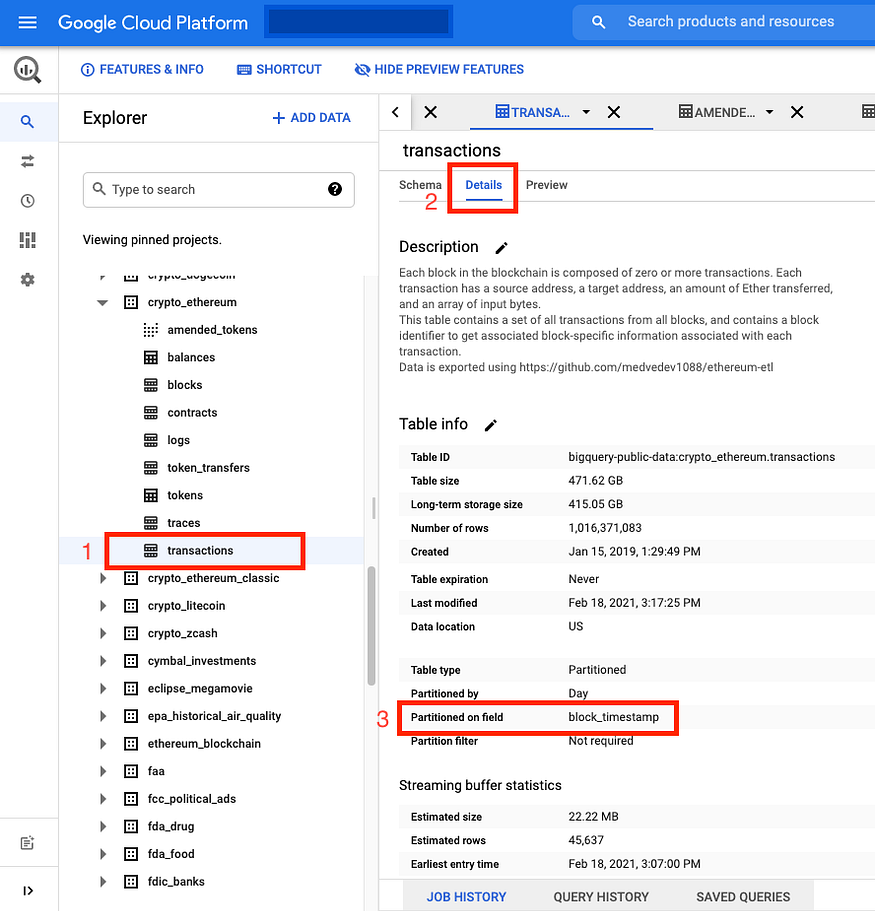 Google Cloud Platform
Search products and resources
FEATURES & INFO
SHORTCUT
HIDE PREVIEW FEATURES
Explorer
+ ADD DATA
Type to search
Viewing pinned projects.
crypto_dogecoin
crypto_ethereum
amended_tokens
balances
blocks
contracts
logs
token_transfers
tokens
traces
1
transactions
crypto_ethereum_classic
crypto_litecoin
crypto_zcash
cymbal_investments
eclipse_megamovie
epa_historical_air_quality
ethereum_blockchain
faa
fcc_political_ads
fda_drug
fda_food
fdic_banks
TRANSA...
AMENDE...
transactions
Schema
2
Details
Preview
Description
Each block in the blockchain is composed of zero or more transactions. Each
transaction has a source address, a target address, an amount of Ether transferred,
and an array of input bytes.
This table contains a set of all transactions from all blocks, and contains a block
identifier to get associated block-specific information associated with each
transaction.
Data is exported using https://github.com/medvedev1088/ethereum-etl
Table info
Table ID bigquery-public-data:crypto_ethereum.transactions
Table size 471.62 GB
Long-term storage size 415.05 GB
Number of rows 1,016,371,083
Created Jan 15, 2019, 1:29:49 PM
Table expiration Never
Last modified Feb 18, 2021, 3:17:25 PM
Data location US
Table type Partitioned
Partitioned by Day
3
Partitioned on field block_timestamp
Partition filter Not required
Streaming buffer statistics
Estimated size 22.22 MB
Estimated rows 45,637
Earliest entry time Feb 18, 2021, 3:07:00 PM
JOB HISTORY
QUERY HISTORY
SAVED QUERIES